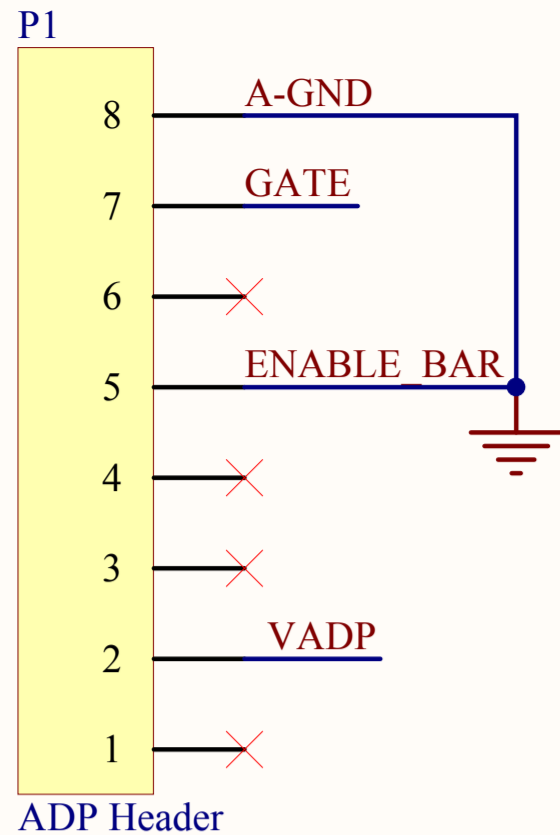 P1
8 A-GND
7 GATE
6
5 ENABLE_BAR
4
3
2 VADP
1
ADP Header